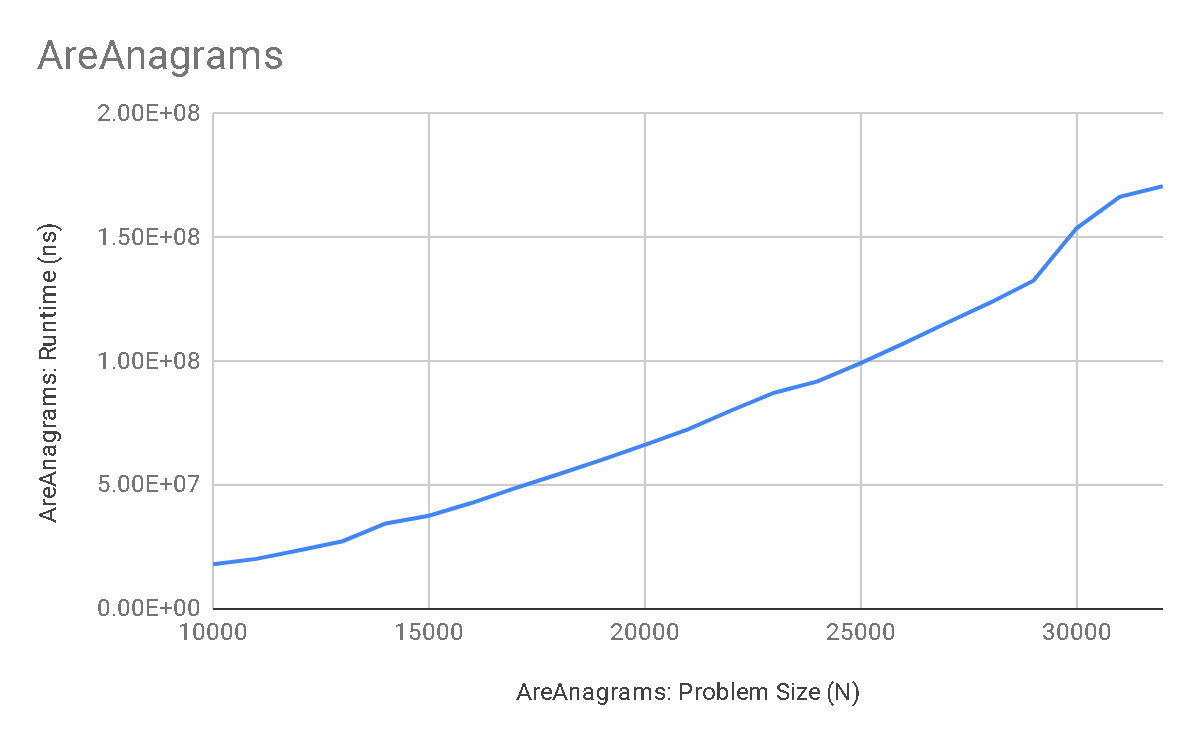 AreAnagrams
2.00E+08
1.50E+08
1.00E+08
5.00E+07
0.00E+00
AreAnagrams: Runtime (ns)
10000 15000 20000 25000 30000
AreAnagrams: Problem Size (N)